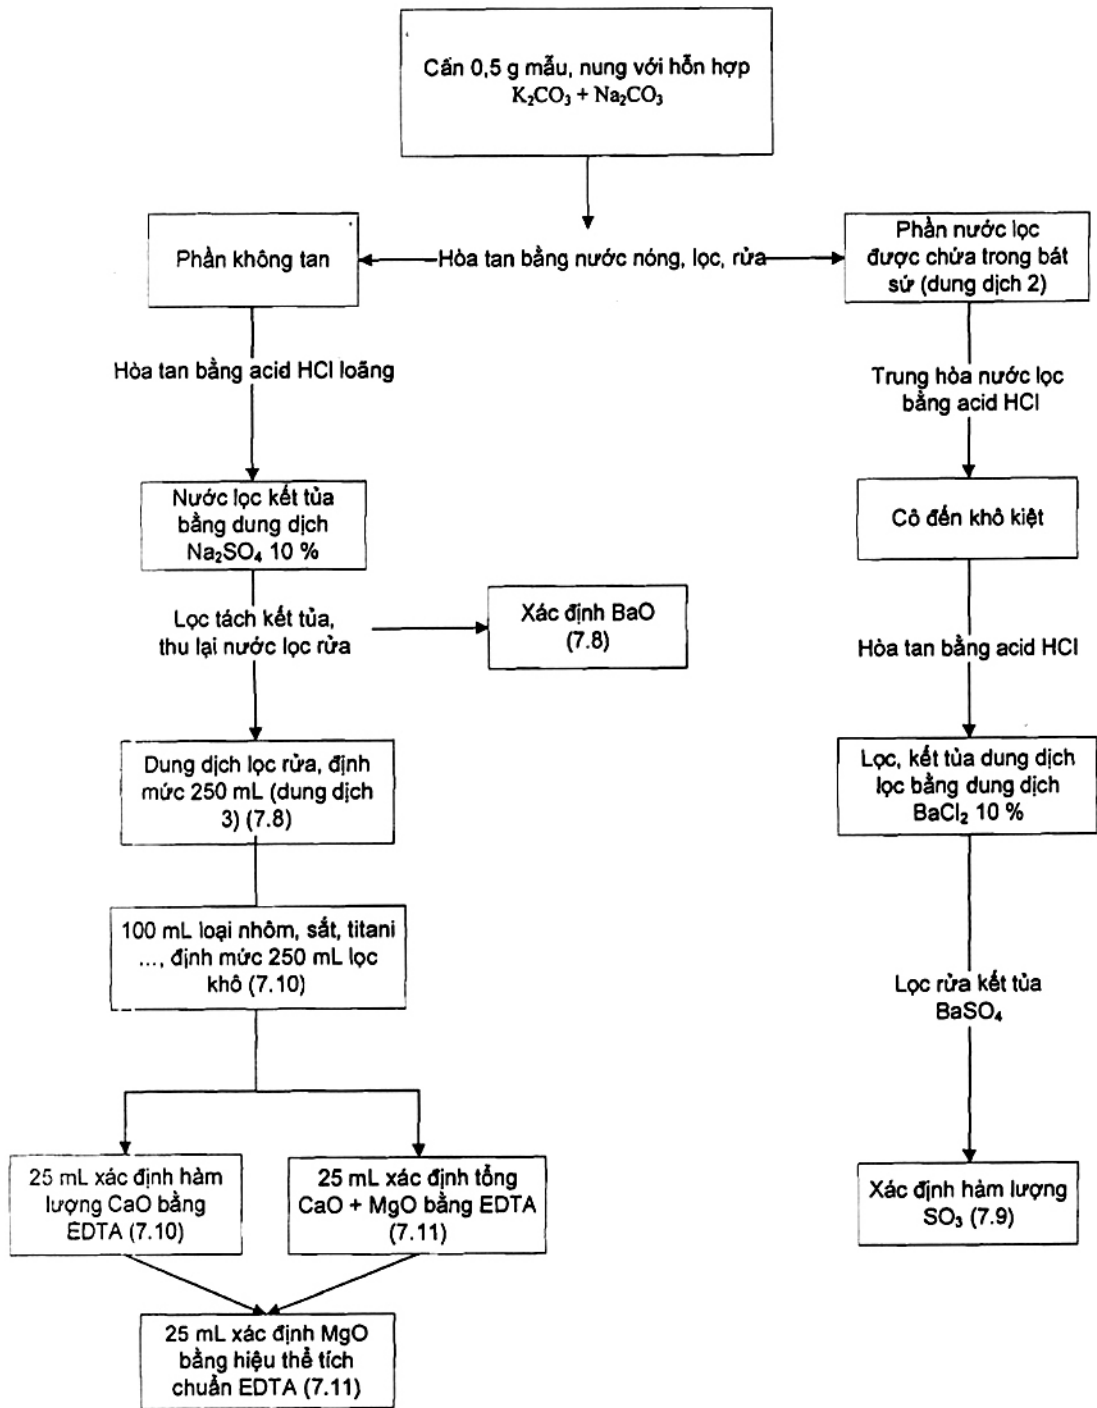 Cấn 0,5 g mẫu, nung với hỗn hợp
K₂CO₃ + Na₂CO₃
Phần không tan
Hòa tan bằng nước nóng, lọc, rửa
Phần nước lọc
được chứa trong bát
sứ (dung dịch 2)
Hòa tan bằng acid HCl loãng
Trung hòa nước lọc
bằng acid HCl
Nước lọc kết tủa
bằng dung dịch
Na₂SO₄ 10 %
Cô đến khô kiệt
Lọc tách kết tủa,
thu lại nước lọc rửa
Xác định BaO
(7.8)
Hòa tan bằng acid HCl
Dung dịch lọc rửa, định
mức 250 mL (dung dịch
3) (7.8)
Lọc, kết tủa dung dịch
lọc bằng dung dịch
BaCl₂ 10 %
100 mL loại nhôm, sắt, titani
..., định mức 250 mL lọc
khô (7.10)
Lọc rửa kết tủa
BaSO₄
25 mL xác định hàm
lượng CaO bằng
EDTA (7.10)
25 mL xác định tổng
CaO + MgO bằng EDTA
(7.11)
Xác định hàm lượng
SO₃ (7.9)
25 mL xác định MgO
bằng hiệu thể tích
chuẩn EDTA (7.11)